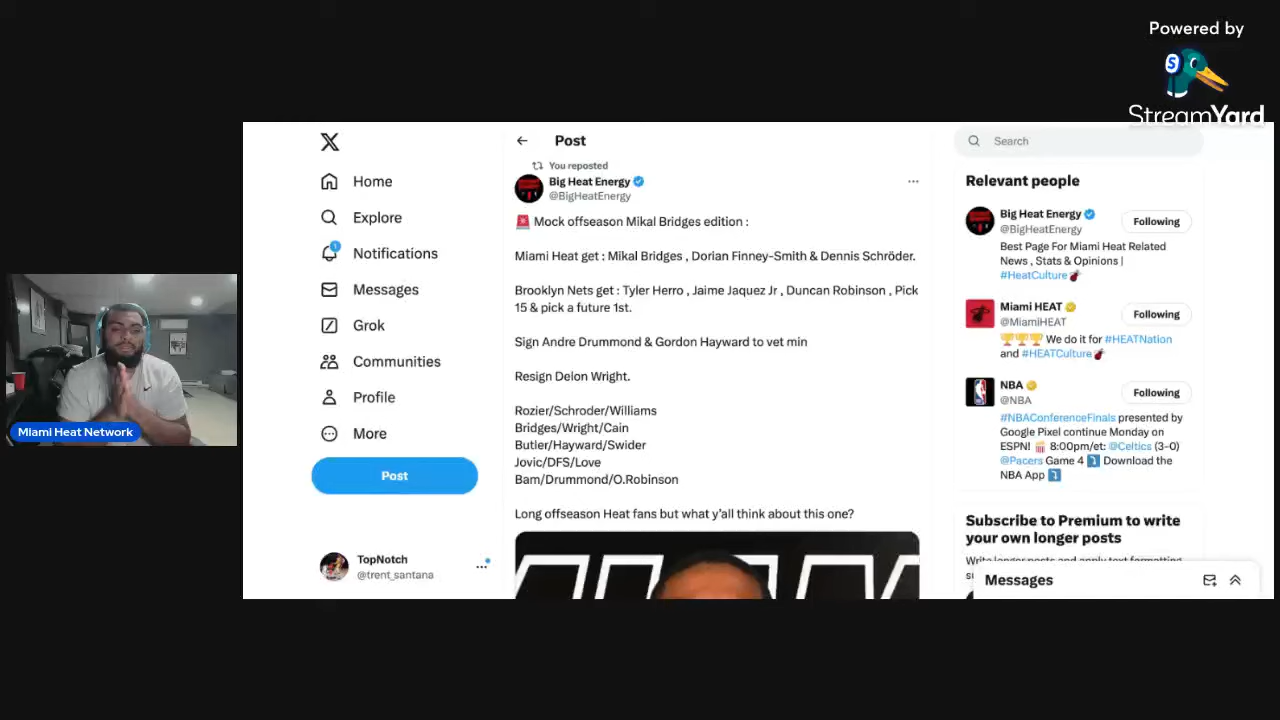 Powered by
StreamYard
Miami Heat Network
Home
Explore
1
Notifications
Messages
Grok
Communities
Profile
More
Post
TopNotch
@trent_santana
Post
You reposted
Big Heat Energy
@BigHeatEnergy
🚨 Mock offseason Mikal Bridges edition :
Miami Heat get : Mikal Bridges , Dorian Finney-Smith & Dennis Schröder.
Brooklyn Nets get : Tyler Herro , Jaime Jaquez Jr , Duncan Robinson , Pick
15 & pick a future 1st.
Sign Andre Drummond & Gordon Hayward to vet min
Resign Delon Wright.
Rozier/Schroder/Williams
Bridges/Wright/Cain
Butler/Hayward/Swider
Jovic/DFS/Love
Bam/Drummond/O.Robinson
Long offseason Heat fans but what y'all think about this one?
Search
Relevant people
Big Heat Energy
@BigHeatEnergy
Following
Best Page For Miami Heat Related
News , Stats & Opinions |
#HeatCulture
Miami HEAT
@MiamiHEAT
Following
🏆🏆🏆 We do it for #HEATNation
and #HEATCulture
NBA
@NBA
Following
#NBAConferenceFinals presented by
Google Pixel continue Monday on
ESPN! 🍿 8:00pm/et: @Celtics (3-0)
@Pacers Game 4 ⤵️ Download the
NBA App ⤵️
Subscribe to Premium to write
your own longer posts
Write longer posts and apply text formatting
Messages